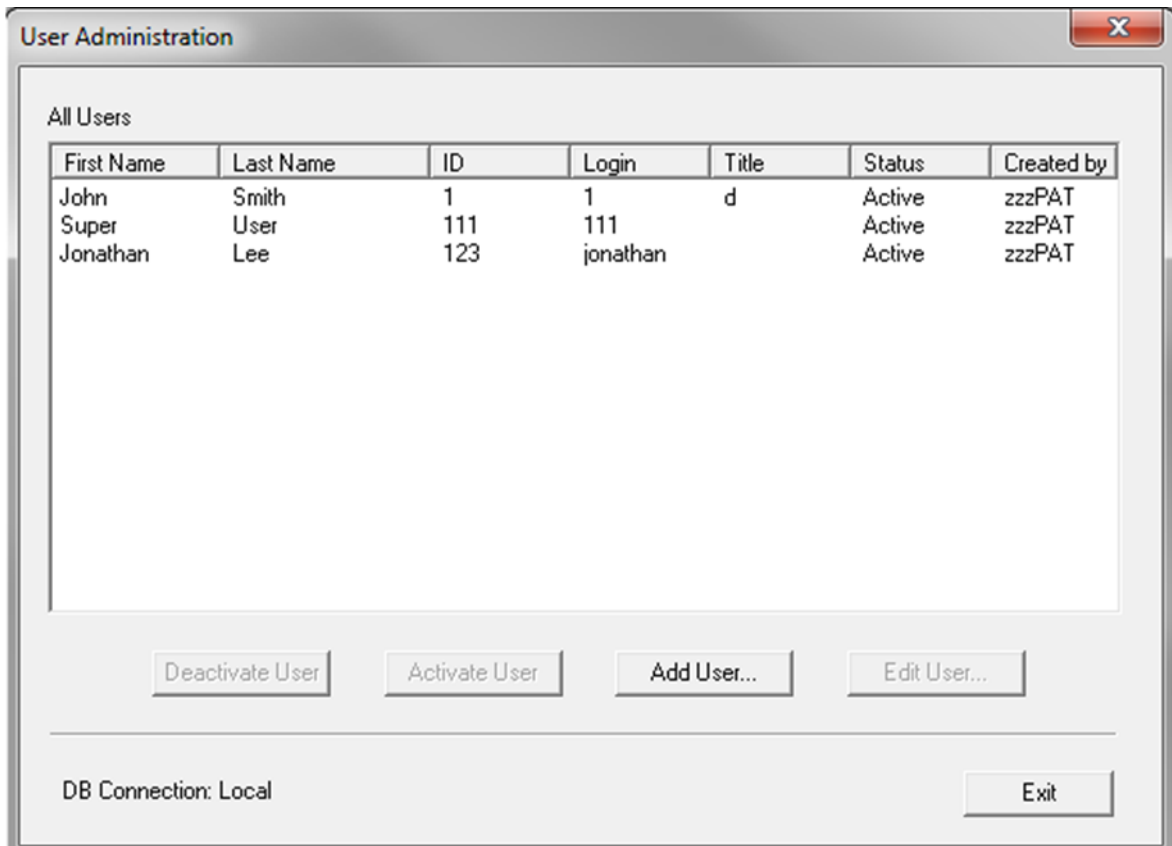 User Administration
All Users
First Name Last Name ID Login Title Status Created by
John Smith 1 1 d Active zzzPAT
Super User 111 111 Active zzzPAT
Jonathan Lee 123 jonathan Active zzzPAT
Deactivate User Activate User Add User... Edit User...
DB Connection: Local Exit